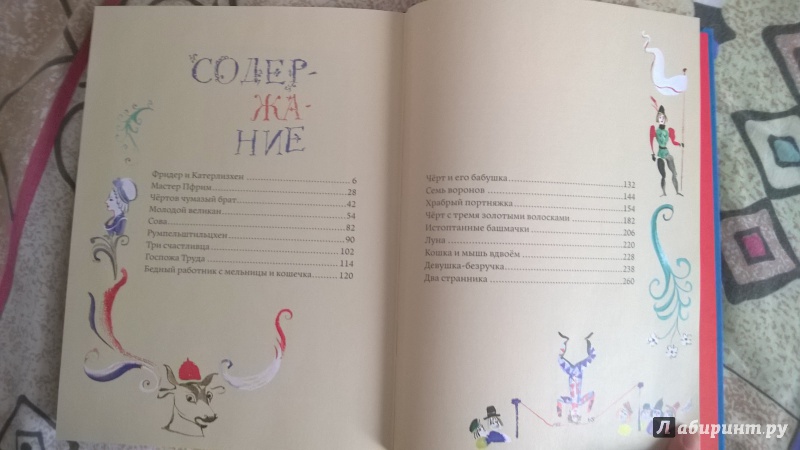 СОДЕР-
ЖА-
НИЕ
Фридер и Катерлизхен 6
Мастер Пфрим 28
Чёртов чумазый брат 42
Молодой великан 54
Сова 82
Румпельштильцхен 90
Три счастливца 102
Госпожа Труда 114
Бедный работник с мельницы и кошечка 120
Чёрт и его бабушка 132
Семь воронов 144
Храбрый портняжка 154
Чёрт с тремя золотыми волосками 182
Истоптанные башмачки 206
Луна 220
Кошка и мышь вдвоём 228
Девушка-безручка 238
Два странника 260
Лабиринт.ру